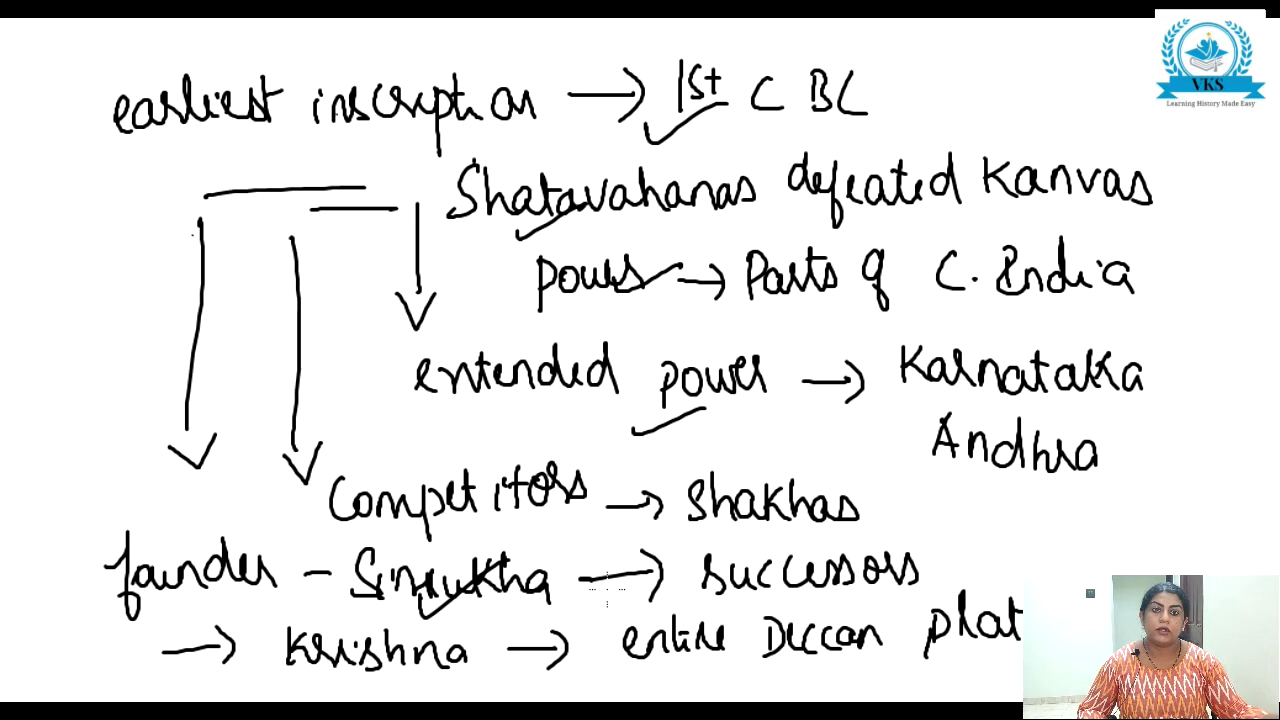 VKS
Learning History Made Easy
earliest inscription → 1st C BC
Shatavahanas defeated Kanvas
power → Parts of C. India
extended power → Karnataka
Andhra
Competitors → Shakhas
founder - Simukha → successors
→ Krishna → entire Deccan plat